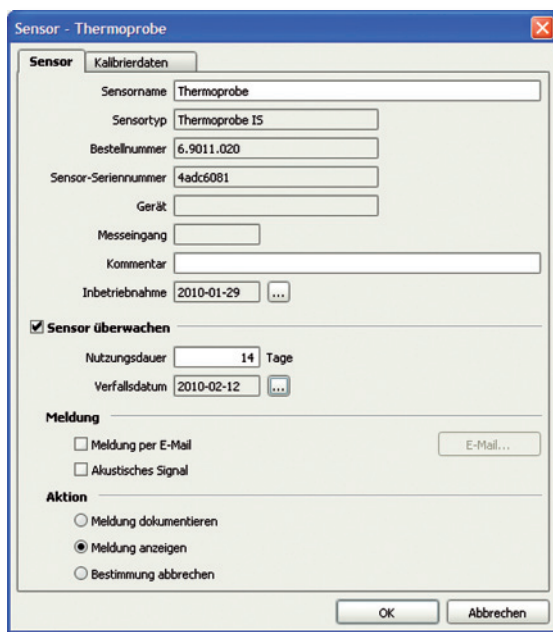 Sensor - Thermoprobe
Sensor
Kalibrierdaten
Sensorname Thermoprobe
Sensortyp Thermoprobe IS
Bestellnummer 6.9011.020
Sensor-Seriennummer 4adc6081
Gerät
Messeingang
Kommentar
Inbetriebnahme 2010-01-29 ...
Sensor überwachen
Nutzungsdauer 14 Tage
Verfallsdatum 2010-02-12 ...
Meldung
Meldung per E-Mail E-Mail...
Akustisches Signal
Aktion
Meldung dokumentieren
Meldung anzeigen
Bestimmung abbrechen
OK Abbrechen